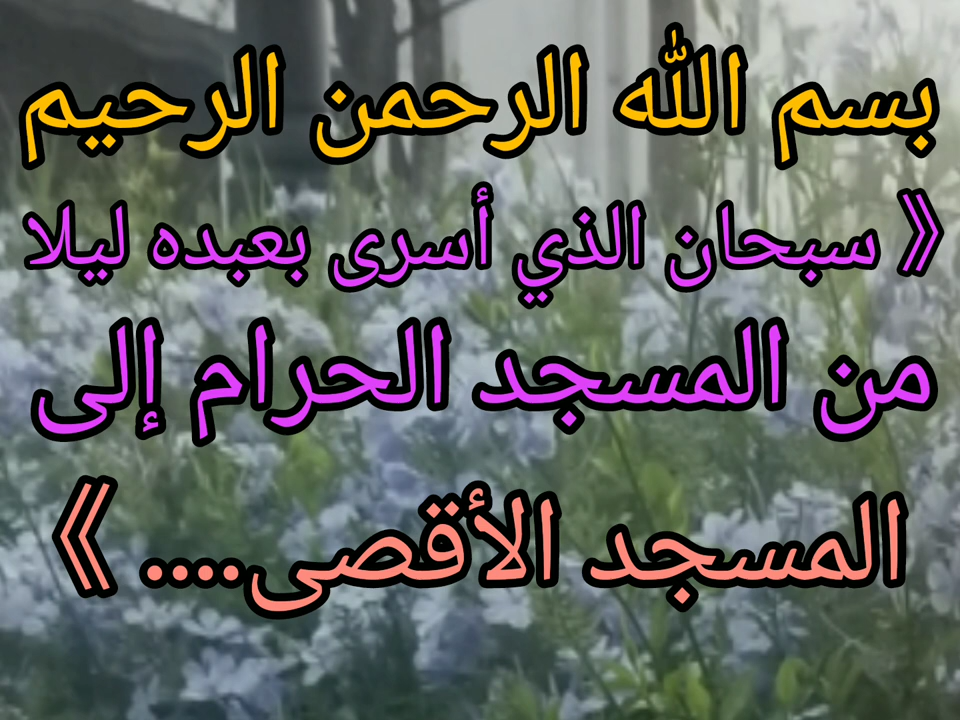 بسم الله الرحمن الرحيم
《 سبحان الذي أسرى بعبده ليلا
من المسجد الحرام إلى
المسجد الأقصى.... 》